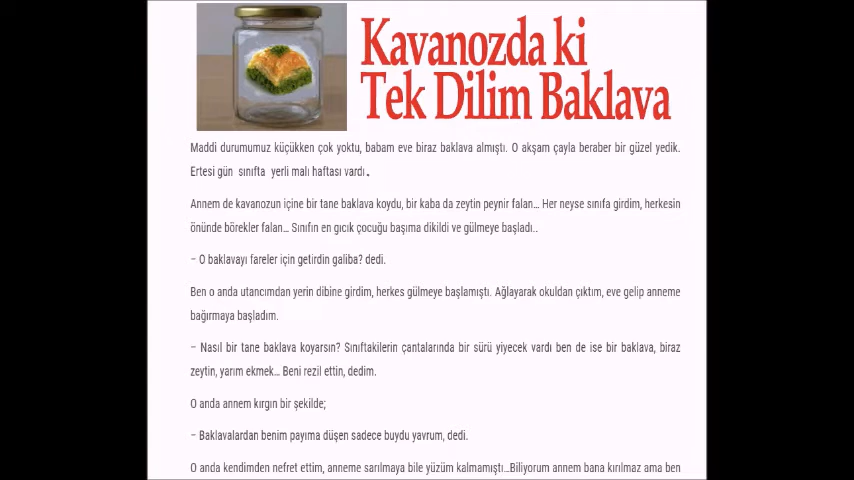 Kavanozda ki
Tek Dilim Baklava
Maddi durumumuz küçükken çok yoktu, babam eve biraz baklava almıştı. O akşam çayla beraber bir güzel yedik.
Ertesi gün sınıfta yerli malı haftası vardı.
Annem de kavanozun içine bir tane baklava koydu, bir kaba da zeytin peynir falan… Her neyse sınıfa girdim, herkesin
önünde börekler falan… Sınıfın en gıcık çocuğu başıma dikildi ve gülmeye başladı..
– O baklavayı fareler için getirdin galiba? dedi.
Ben o anda utancımdan yerin dibine girdim, herkes gülmeye başlamıştı. Ağlayarak okuldan çıktım, eve gelip anneme
bağırmaya başladım.
– Nasıl bir tane baklava koyarsın? Sınıftakilerin çantalarında bir sürü yiyecek vardı ben de ise bir baklava, biraz
zeytin, yarım ekmek… Beni rezil ettin, dedim.
O anda annem kırgın bir şekilde;
– Baklavalardan benim payıma düşen sadece buydu yavrum, dedi.
O anda kendimden nefret ettim, anneme sarılmaya bile yüzüm kalmamıştı…Biliyorum annem bana kırılmaz ama ben